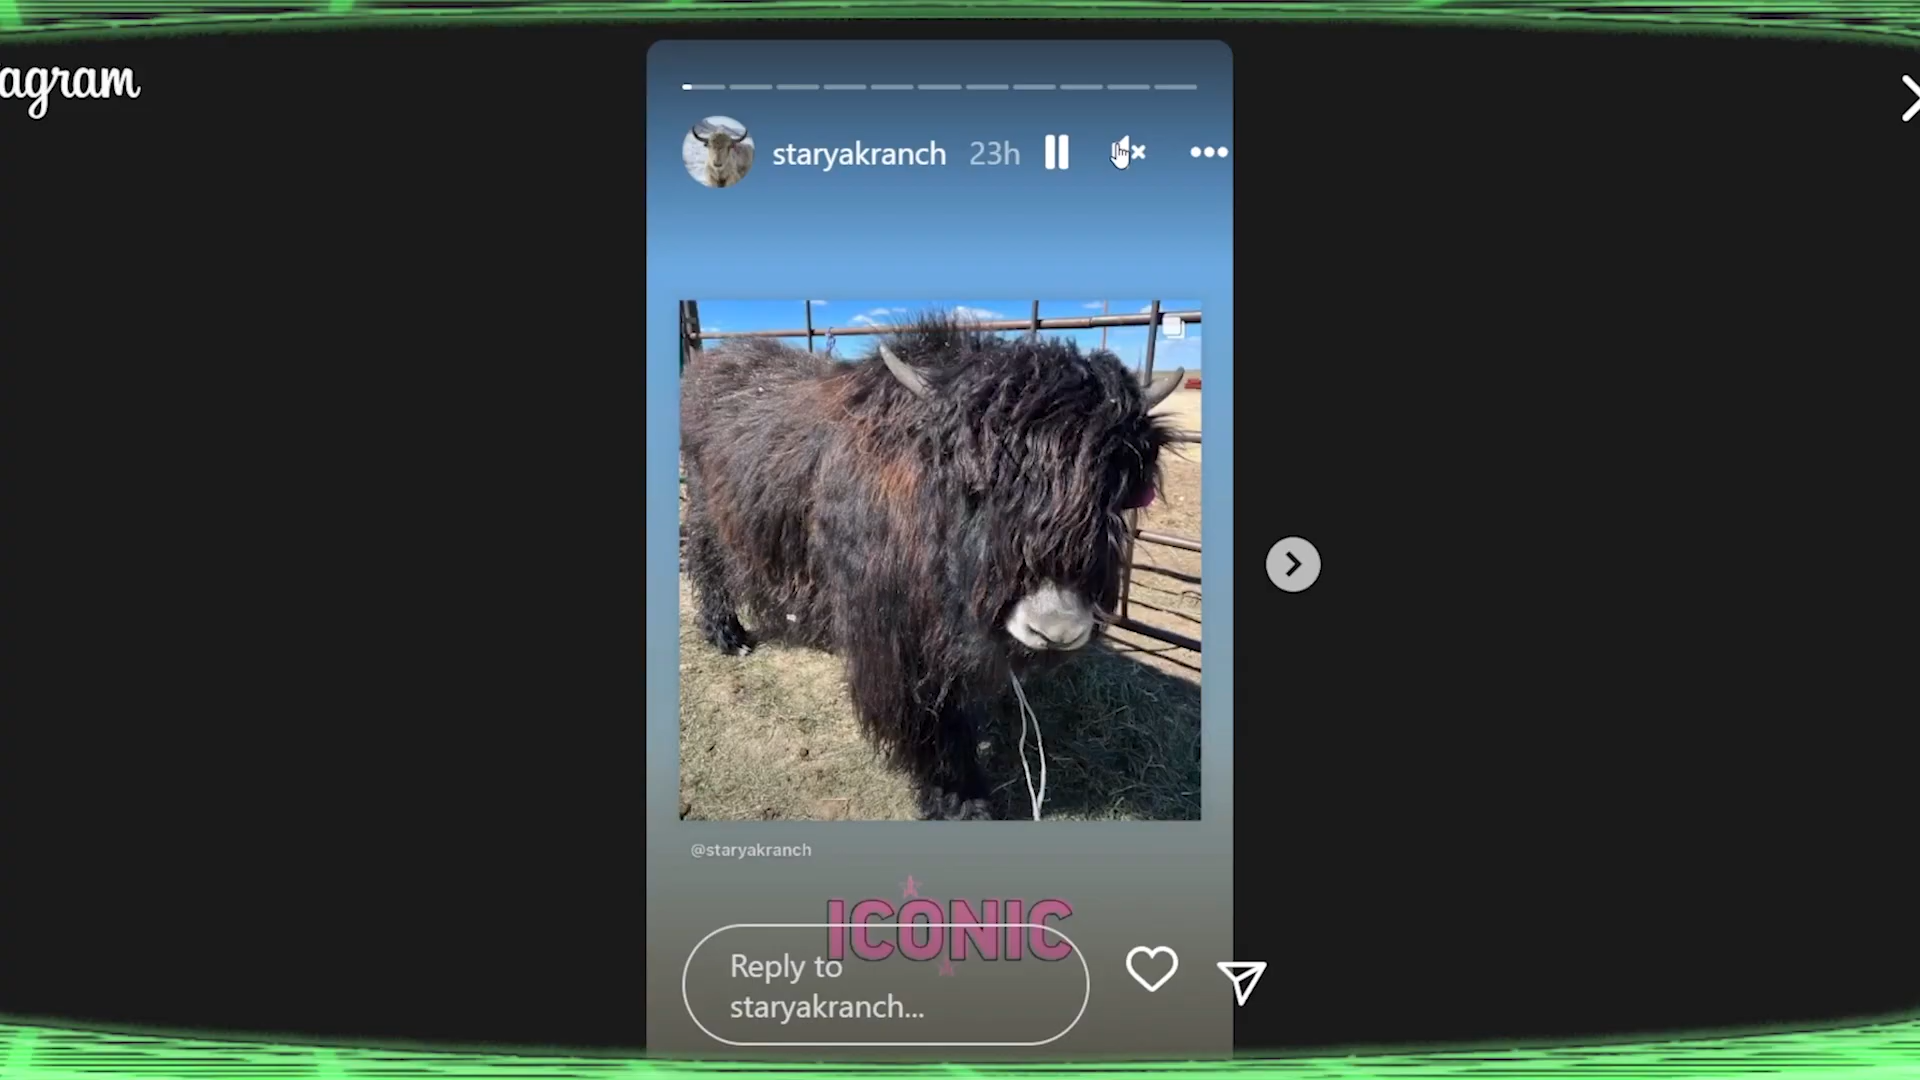 agram
staryakranch 23h
@staryakranch
ICONIC
Reply to
staryakranch...